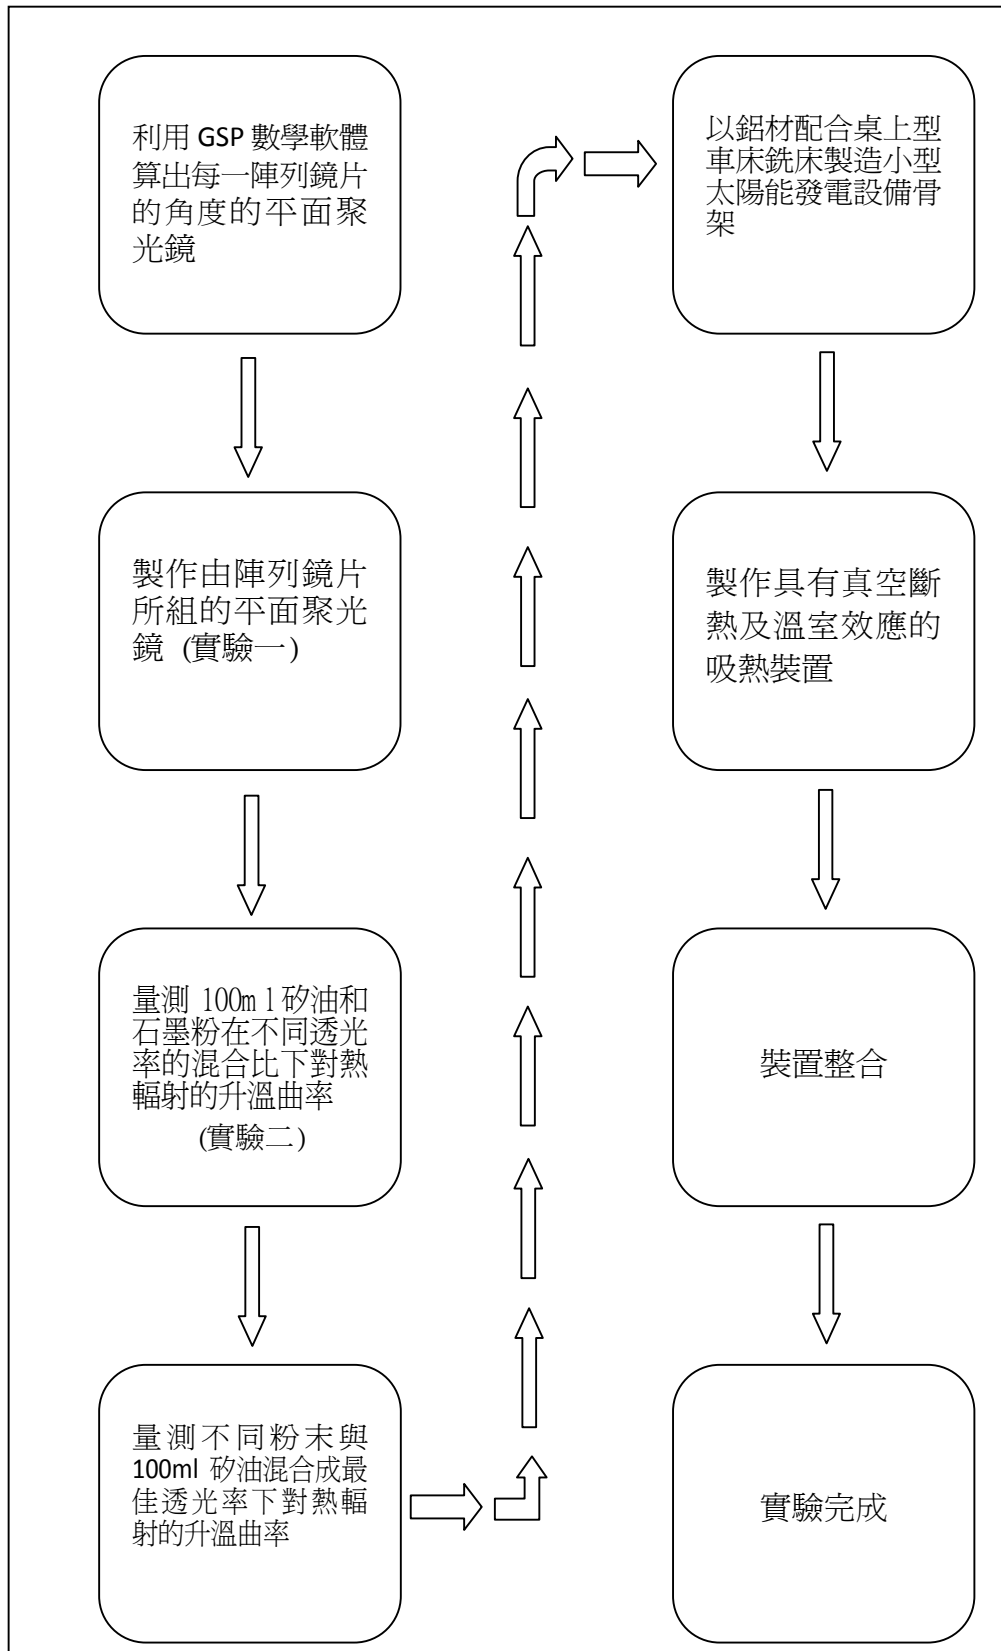 利用 GSP 數學軟體
算出每一陣列鏡片
的角度的平面聚
光鏡
製作由陣列鏡片
所組的平面聚光
鏡 (實驗一)
量測 100ml 矽油和
石墨粉在不同透光
率的混合比下對熱
輻射的升溫曲率
(實驗二)
量測不同粉末與
100ml 矽油混合成最
佳透光率下對熱輻
射的升溫曲率
以鋁材配合桌上型
車床銑床製造小型
太陽能發電設備骨
架
製作具有真空斷
熱及溫室效應的
吸熱裝置
裝置整合
實驗完成